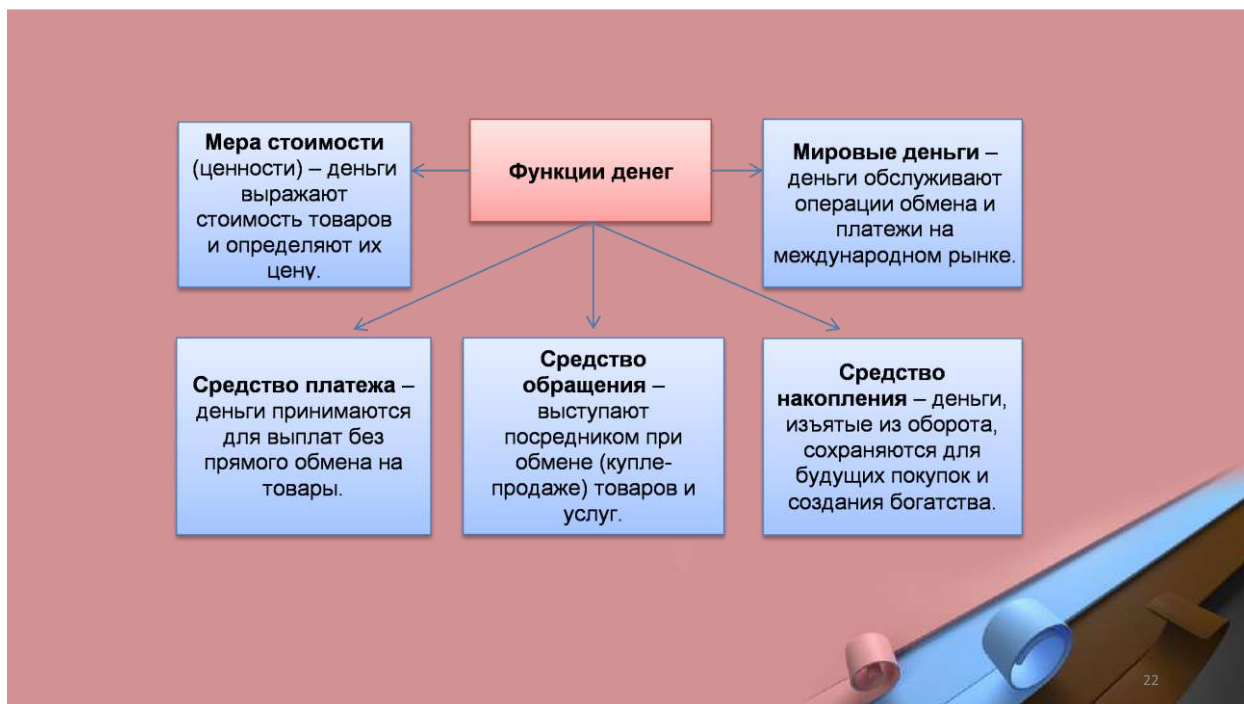 Мера стоимости
(ценности) – деньги
выражают
стоимость товаров
и определяют их
цену.
Функции денег
Мировые деньги –
деньги обслуживают
операции обмена и
платежи на
международном рынке.
Средство платежа –
деньги принимаются
для выплат без
прямого обмена на
товары.
Средство
обращения –
выступают
посредником при
обмене (купле-
продаже) товаров и
услуг.
Средство
накопления – деньги,
изъятые из оборота,
сохраняются для
будущих покупок и
создания богатства.
22